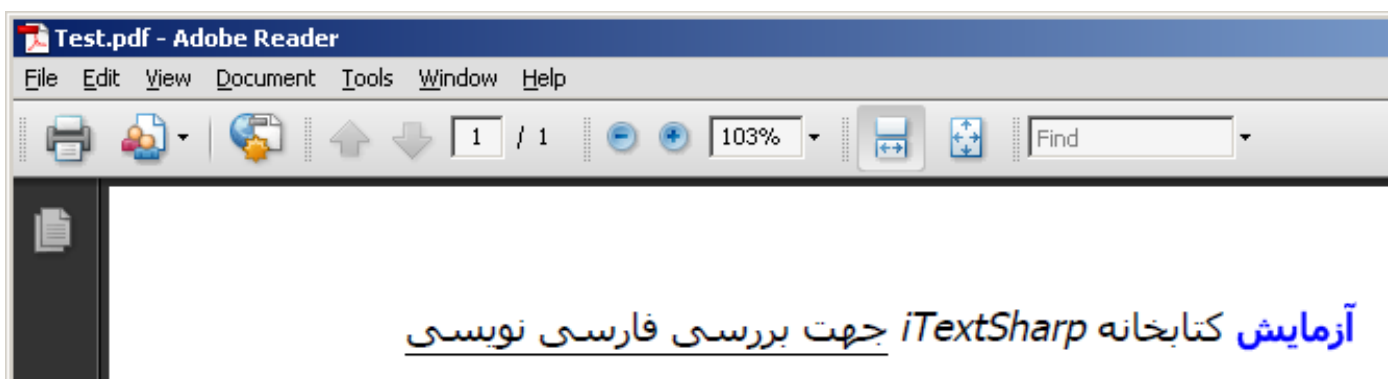 Test.pdf - Adobe Reader
File Edit View Document Tools Window Help
1 / 1 103% Find
آزمایش کتابخانه iTextSharp جهت بررسی فارسی نویسی